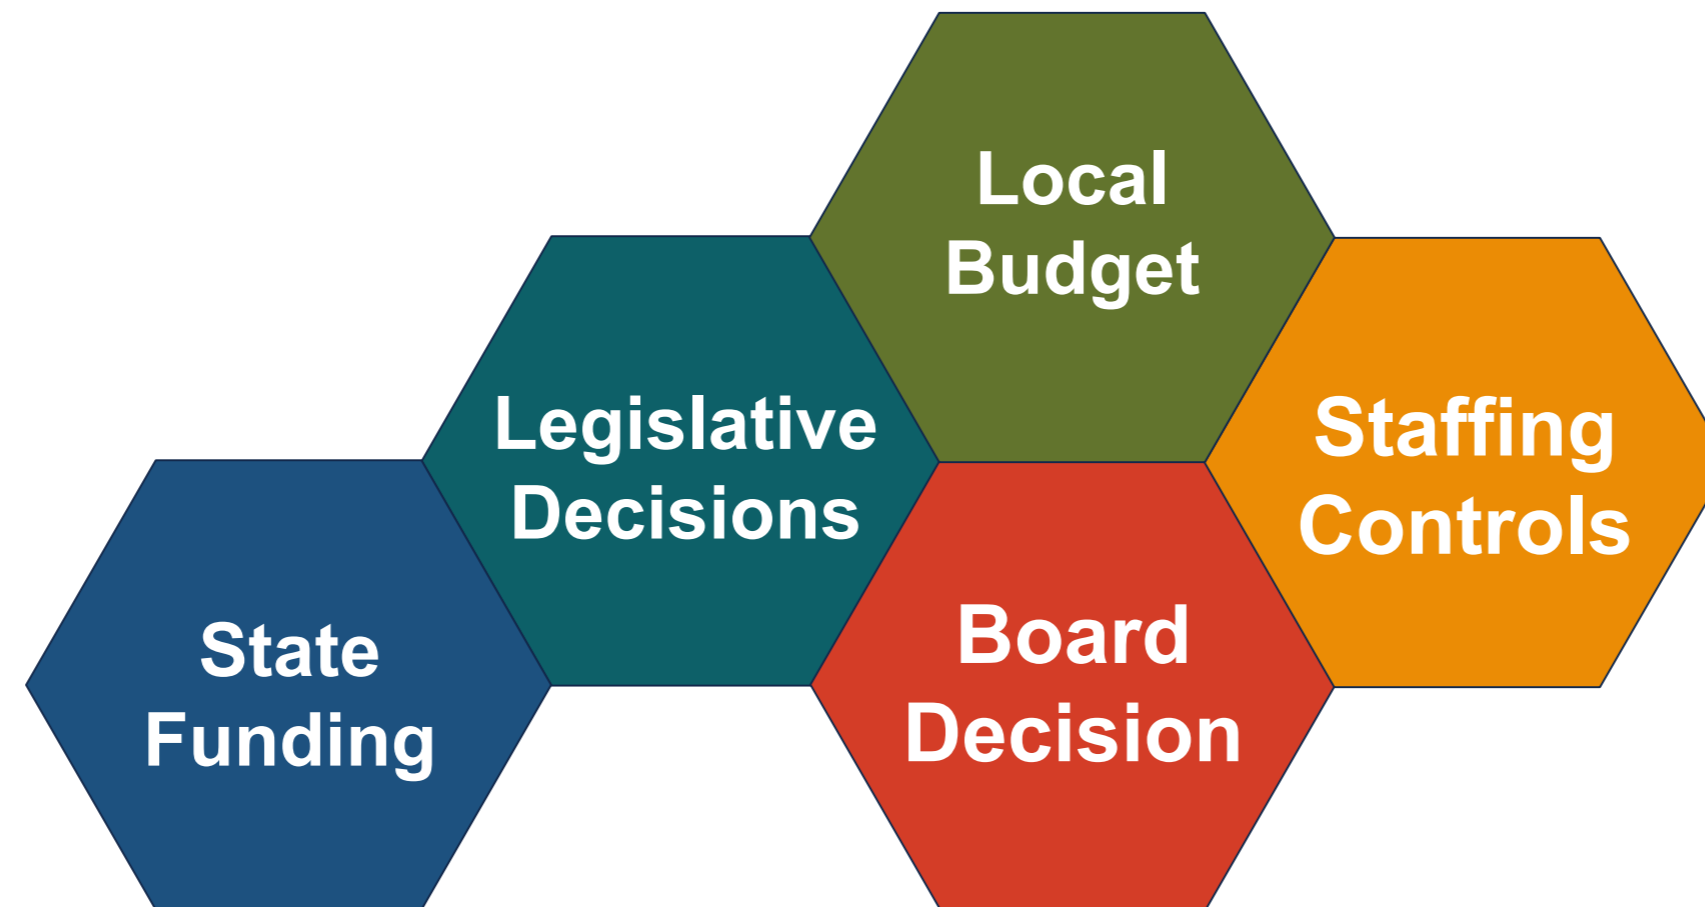 State
Funding
Legislative
Decisions
Local
Budget
Board
Decision
Staffing
Controls